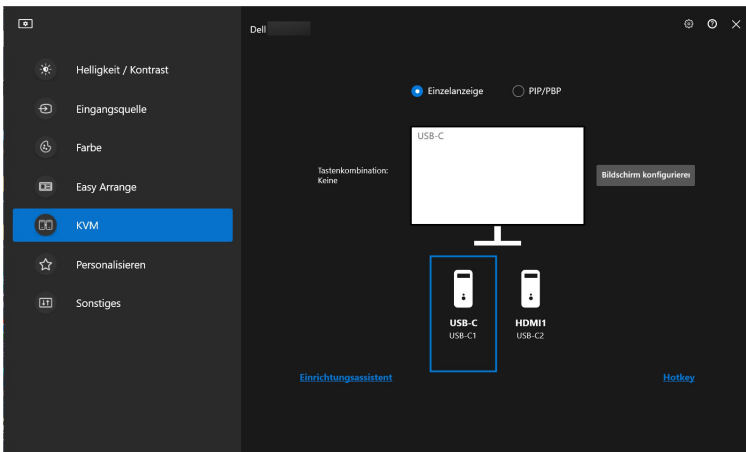 Dell
Helligkeit / Kontrast
Eingangsquelle
Farbe
Easy Arrange
KVM
Personalisieren
Sonstiges
Einzelanzeige
PIP/PBP
USB-C
Tastenkombination:
Keine
Bildschirm konfigurieren
USB-C
USB-C1
HDMI1
USB-C2
Einrichtungsassistent
Hotkey